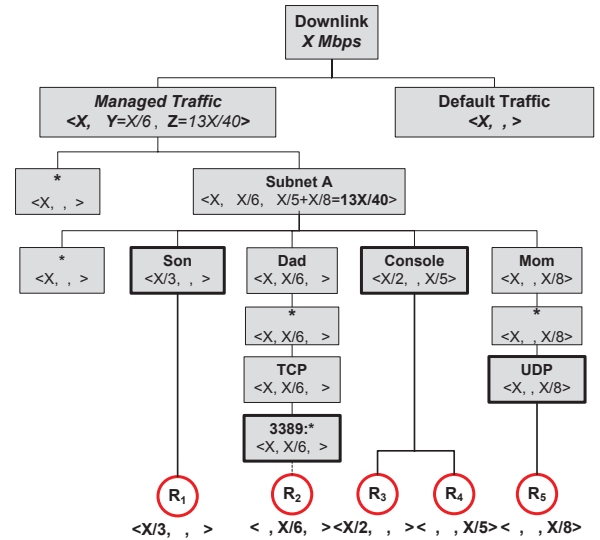 Downlink
X Mbps
Managed Traffic
<X, Y=X/6 , Z=13X/40>
Default Traffic
<X, , >
*
<X, , >
Subnet A
<X, X/6, X/5+X/8=13X/40>
*
<X, , >
Son
<X/3, , >
Dad
<X, X/6, >
Console
<X/2, , X/5>
Mom
<X, , X/8>
*
<X, X/6, >
*
<X, , X/8>
TCP
<X, X/6, >
UDP
<X, , X/8>
3389:*
<X, X/6, >
R1
R2
R3
R4
R5
<X/3, , >
< , X/6, >
<X/2, , >
< , , X/5>
< , , X/8>